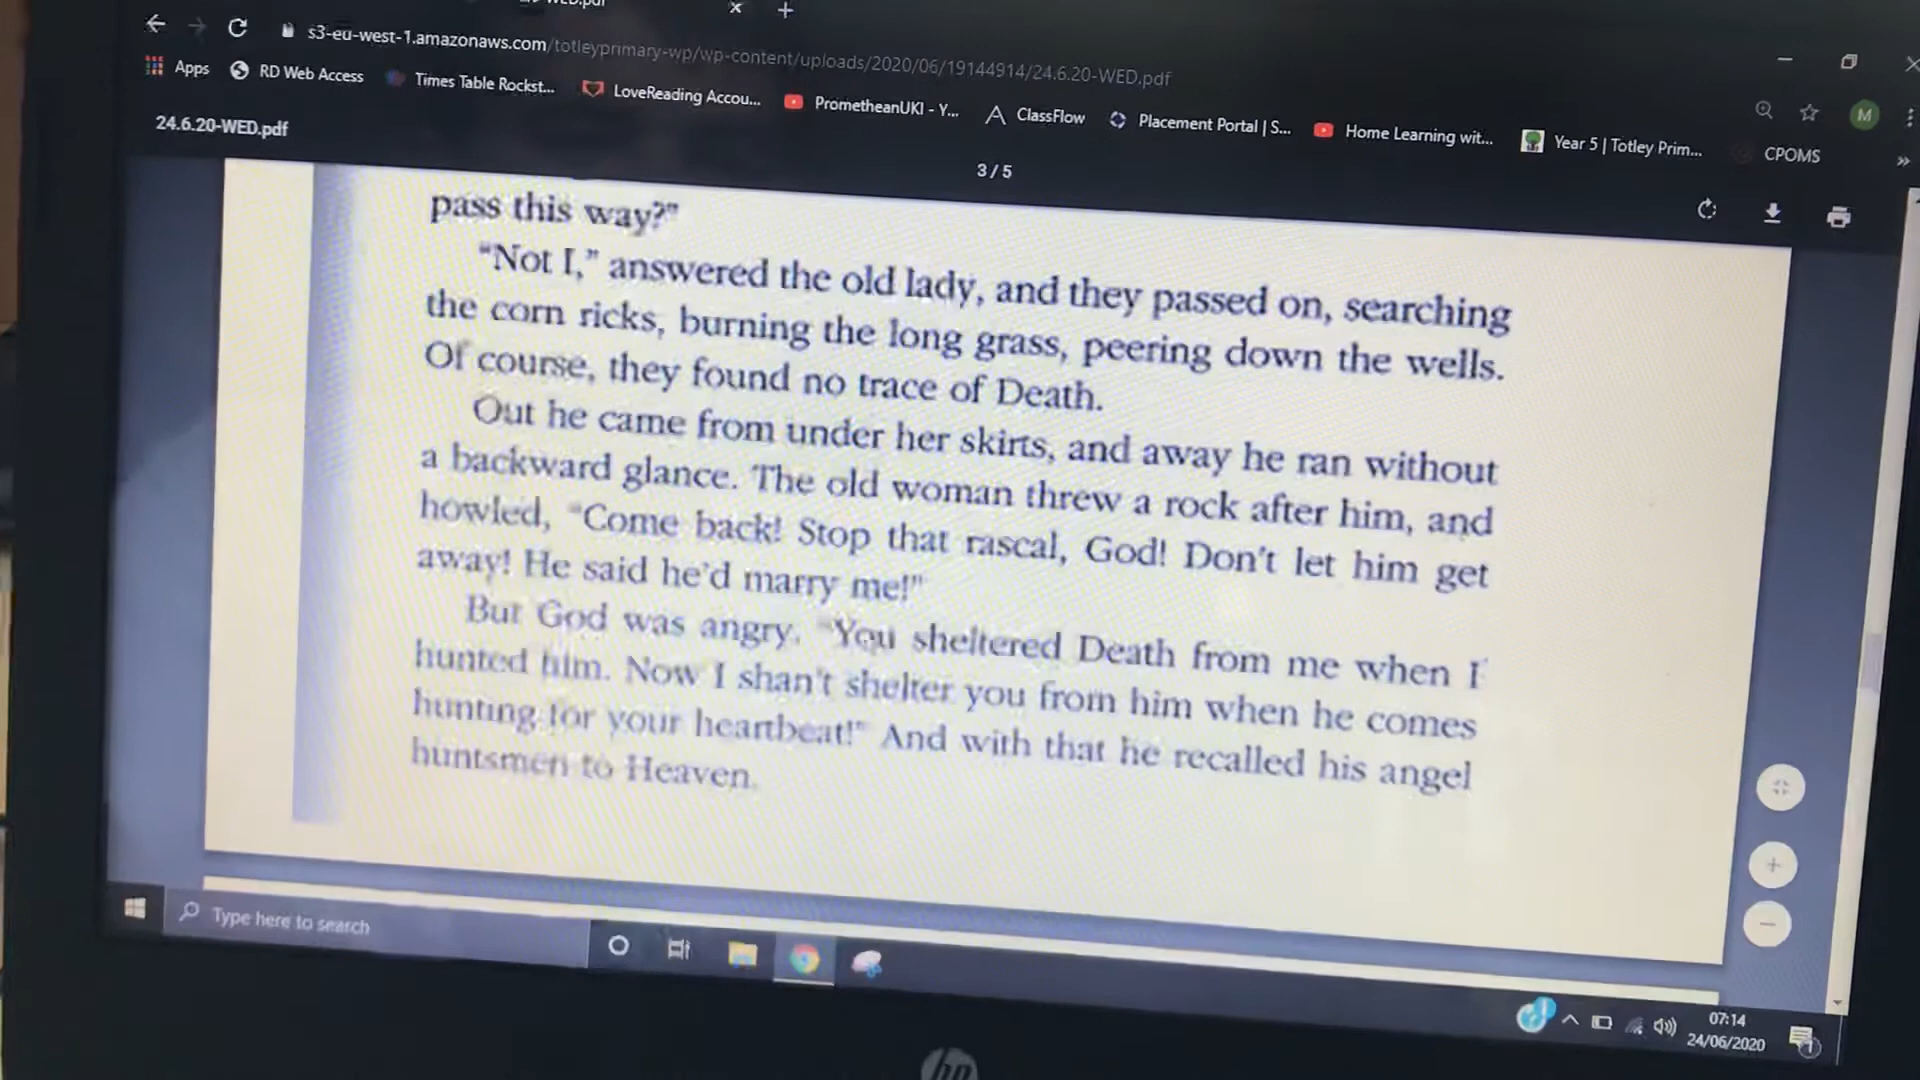 WED.pdf
s3-eu-west-1.amazonaws.com/totleyprimary-wp/wp-content/uploads/2020/06/19144914/24.6.20-WED.pdf
Apps RD Web Access Times Table Rockst... LoveReading Accou... PrometheanUKI - Y... ClassFlow Placement Portal | S... Home Learning wit... Year 5 | Totley Prim... CPOMS »
M
24.6.20-WED.pdf
3 / 5
pass this way?"
"Not I," answered the old lady, and they passed on, searching
the corn ricks, burning the long grass, peering down the wells.
Of course, they found no trace of Death.
Out he came from under her skirts, and away he ran without
a backward glance. The old woman threw a rock after him, and
howled, "Come back! Stop that rascal, God! Don't let him get
away! He said he'd marry me!"
But God was angry. "You sheltered Death from me when I
hunted him. Now I shan't shelter you from him when he comes
hunting for your heartbeat!" And with that he recalled his angel
huntsmen to Heaven.
Type here to search
07:14
24/06/2020
1
hp